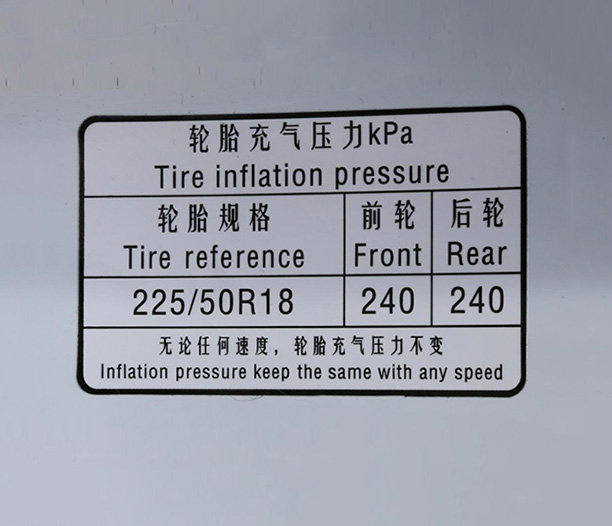 轮胎充气压力kPa
Tire inflation pressure
轮胎规格 前轮 后轮
Tire reference Front Rear
225/50R18 240 240
无论任何速度，轮胎充气压力不变
Inflation pressure keep the same with any speed